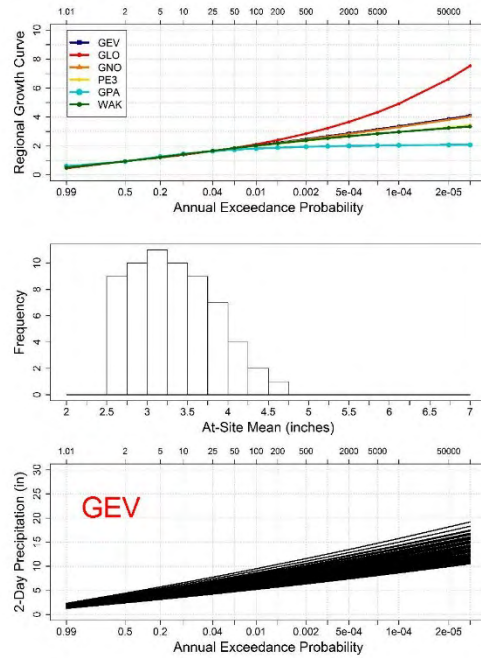 1.01 2 5 10 25 50 100 200 500 2000 5000 50000
Regional Growth Curve
10
8
6
4
2
0
GEV
GLO
GNO
PE3
GPA
WAK
0.99 0.5 0.2 0.04 0.01 0.002 5e-04 1e-04 2e-05
Annual Exceedance Probability
Frequency
10
8
6
4
2
0
2 2.5 3 3.5 4 4.5 5 5.5 6 6.5 7
At-Site Mean (inches)
1.01 2 5 10 25 50 100 200 500 2000 5000 50000
2-Day Precipitation (in)
30
25
20
15
10
5
0
GEV
0.99 0.5 0.2 0.04 0.01 0.002 5e-04 1e-04 2e-05
Annual Exceedance Probability